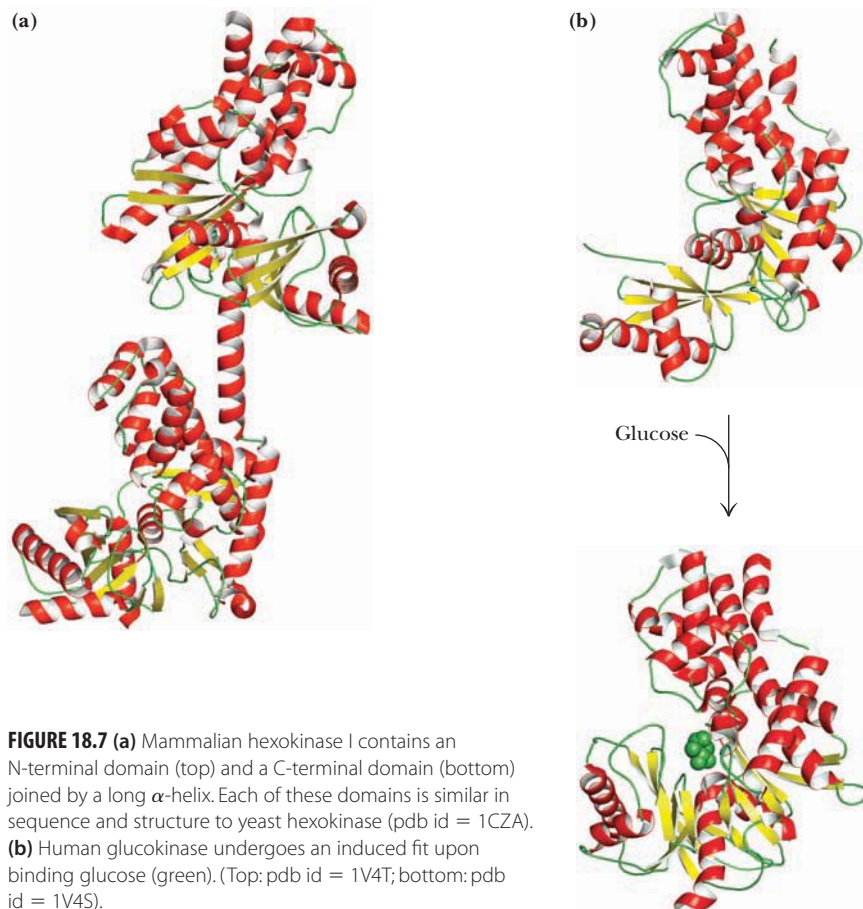 (a)
(b)
Glucose
FIGURE 18.7 (a) Mammalian hexokinase I contains an
N-terminal domain (top) and a C-terminal domain (bottom)
joined by a long α-helix. Each of these domains is similar in
sequence and structure to yeast hexokinase (pdb id = 1CZA).
(b) Human glucokinase undergoes an induced fit upon
binding glucose (green). (Top: pdb id = 1V4T; bottom: pdb
id = 1V4S).